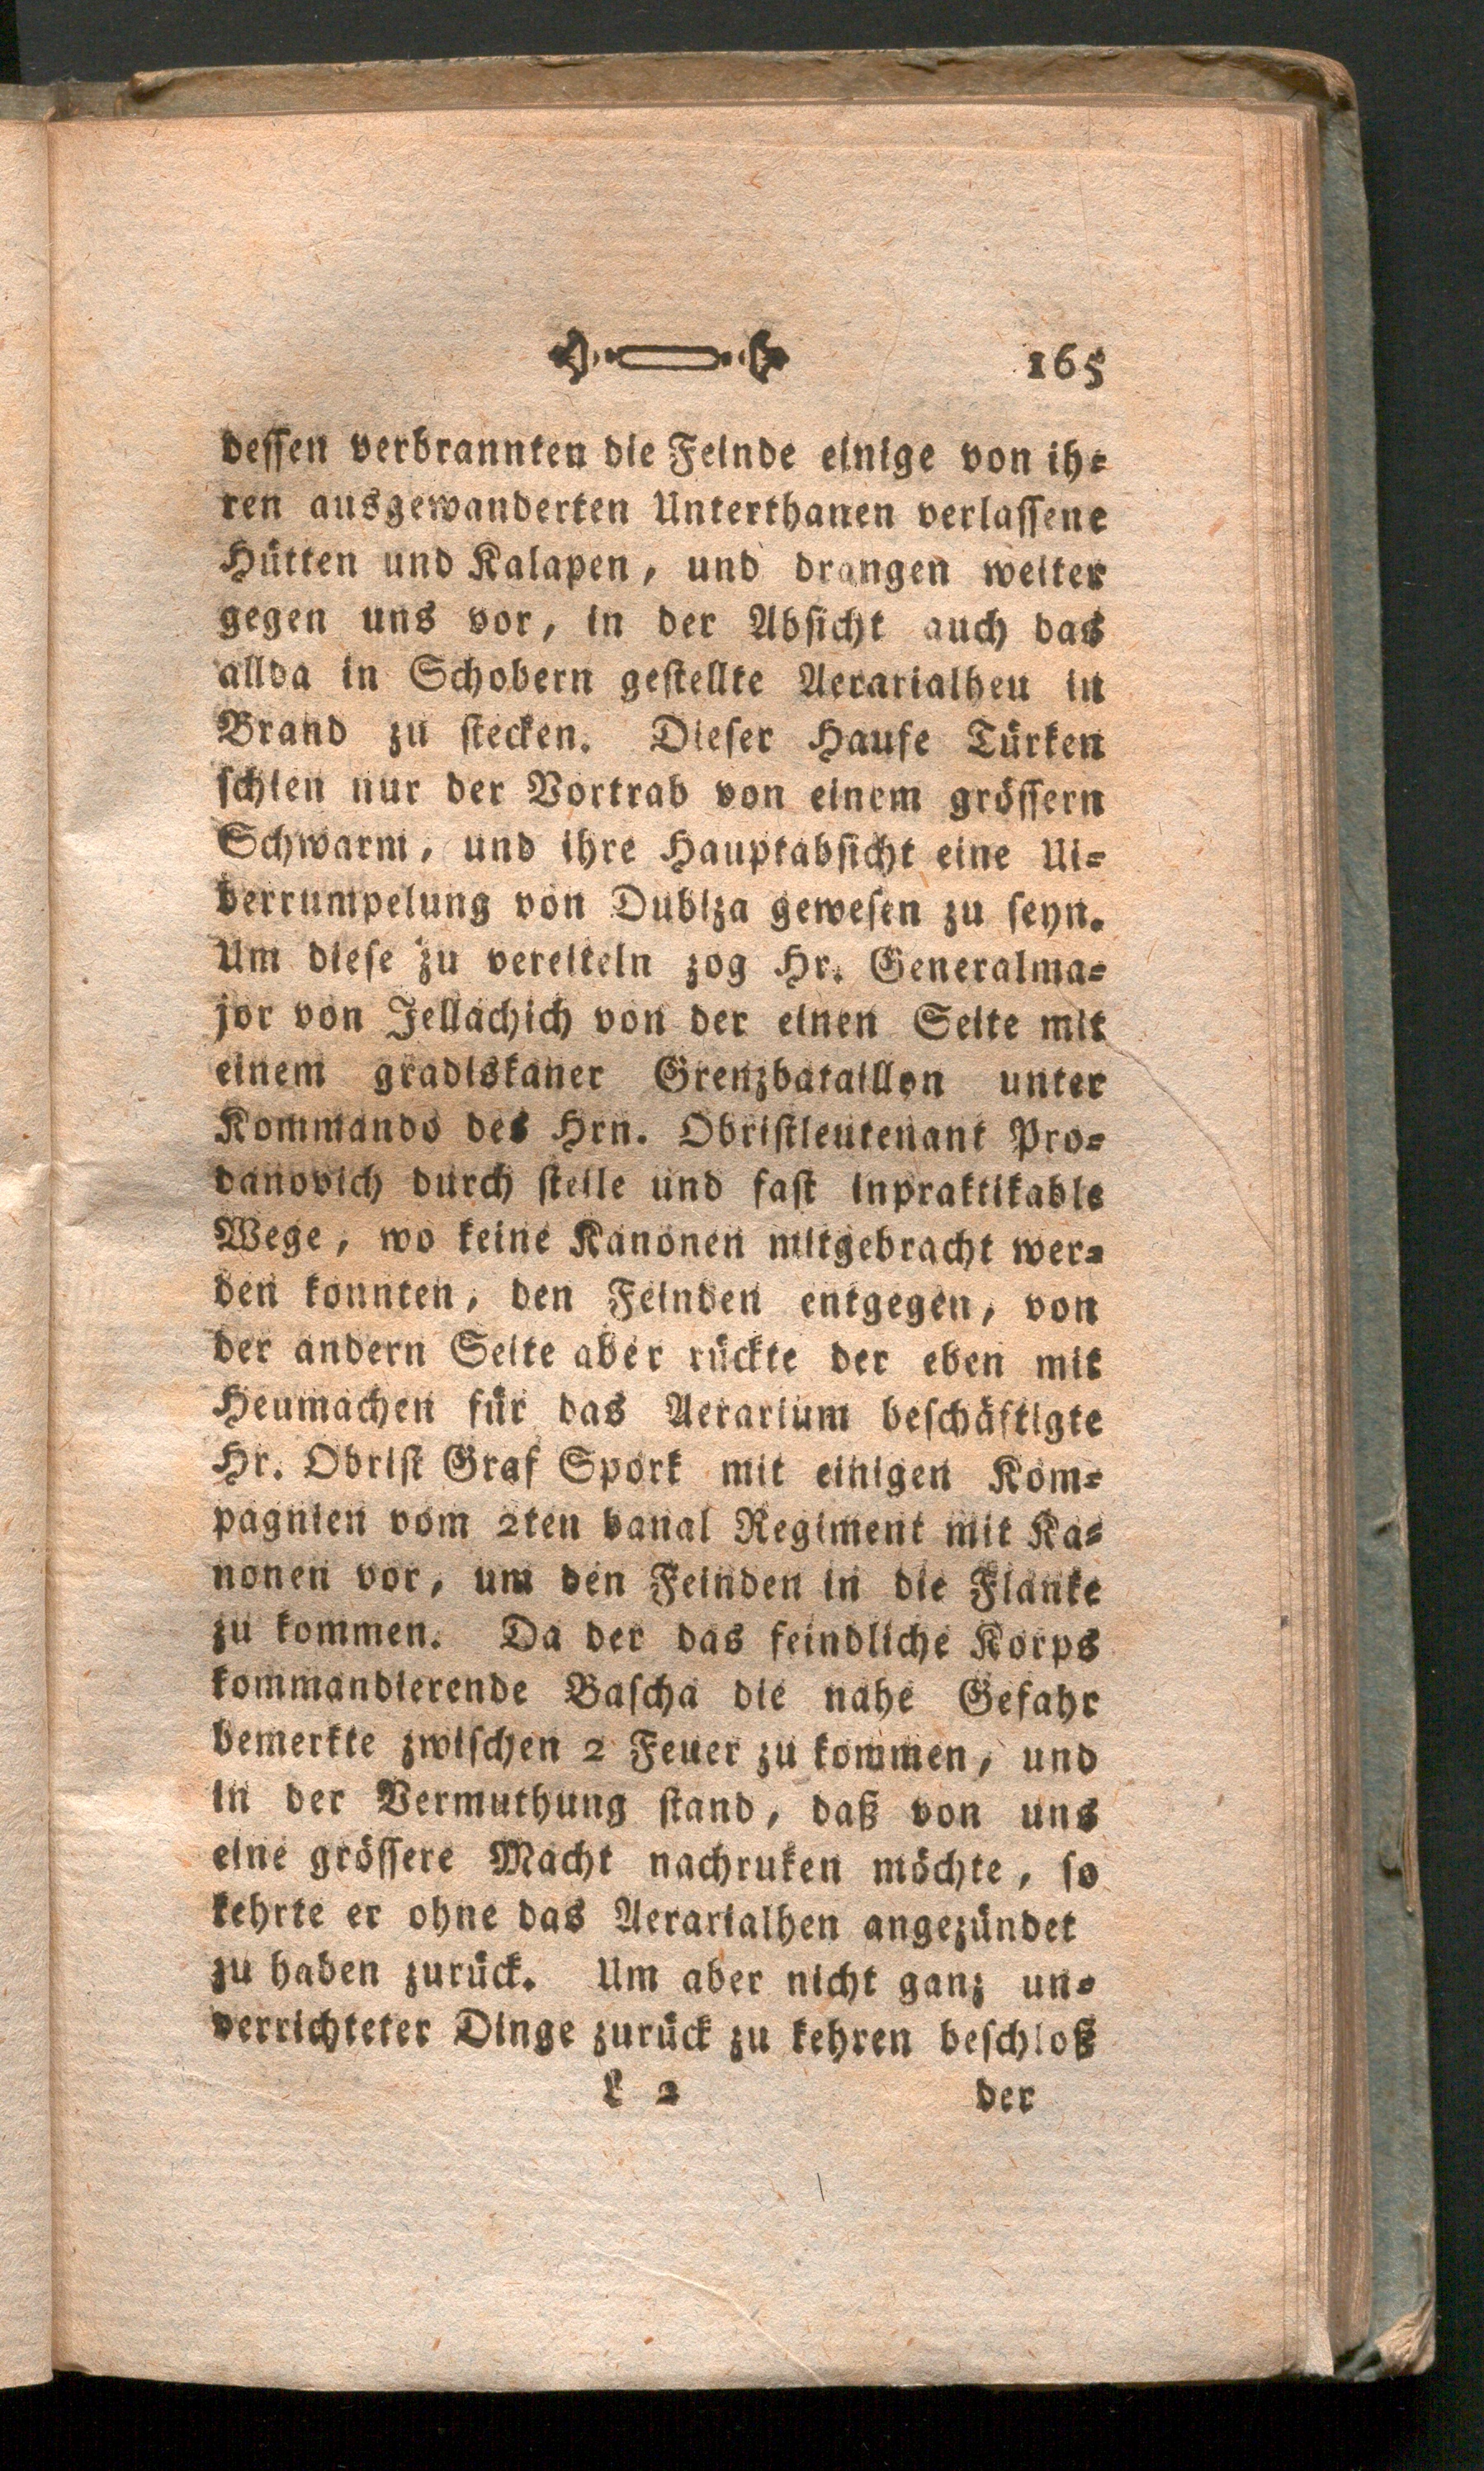 165
dessen verbrannten die Feinde einige von ih-
ren ausgewanderten Unterthanen verlassene
Hütten und Kalapen, und drangen weiter
gegen uns vor, in der Absicht auch das
allda in Schobern gestellte Aerarialheu in
Brand zu stecken. Dieser Haufe Türken
schien nur der Vortrab von einem grössern
Schwarm, und ihre Hauptabsicht eine Ui-
berrumpelung von Dubiza gewesen zu seyn.
Um diese zu vereiteln zog Hr. Generalma-
jor von Jellachich von der einen Seite mit
einem gradiskaner Grenzbataillon unter
Kommando des Hrn. Obristleutenant Pro-
danovich durch steile und fast inpraktikable
Wege, wo keine Kanonen mitgebracht wer-
den konnten, den Feinden entgegen, von
der andern Seite aber rückte der eben mit
Heumachen für das Aerarium beschäftigte
Hr. Obrist Graf Spork mit einigen Kom-
pagnien vom 2ten banal Regiment mit Ka-
nonen vor, um den Feinden in die Flanke
zu kommen. Da der das feindliche Korps
kommandierende Bascha die nahe Gefahr
bemerkte zwischen 2 Feuer zu kommen, und
in der Vermuthung stand, daß von uns
eine grössere Macht nachruken möchte, so
kehrte er ohne das Aerarialhen angezündet
zu haben zurück. Um aber nicht ganz un-
verrichteter Dinge zurück zu kehren beschloß
L 2 der